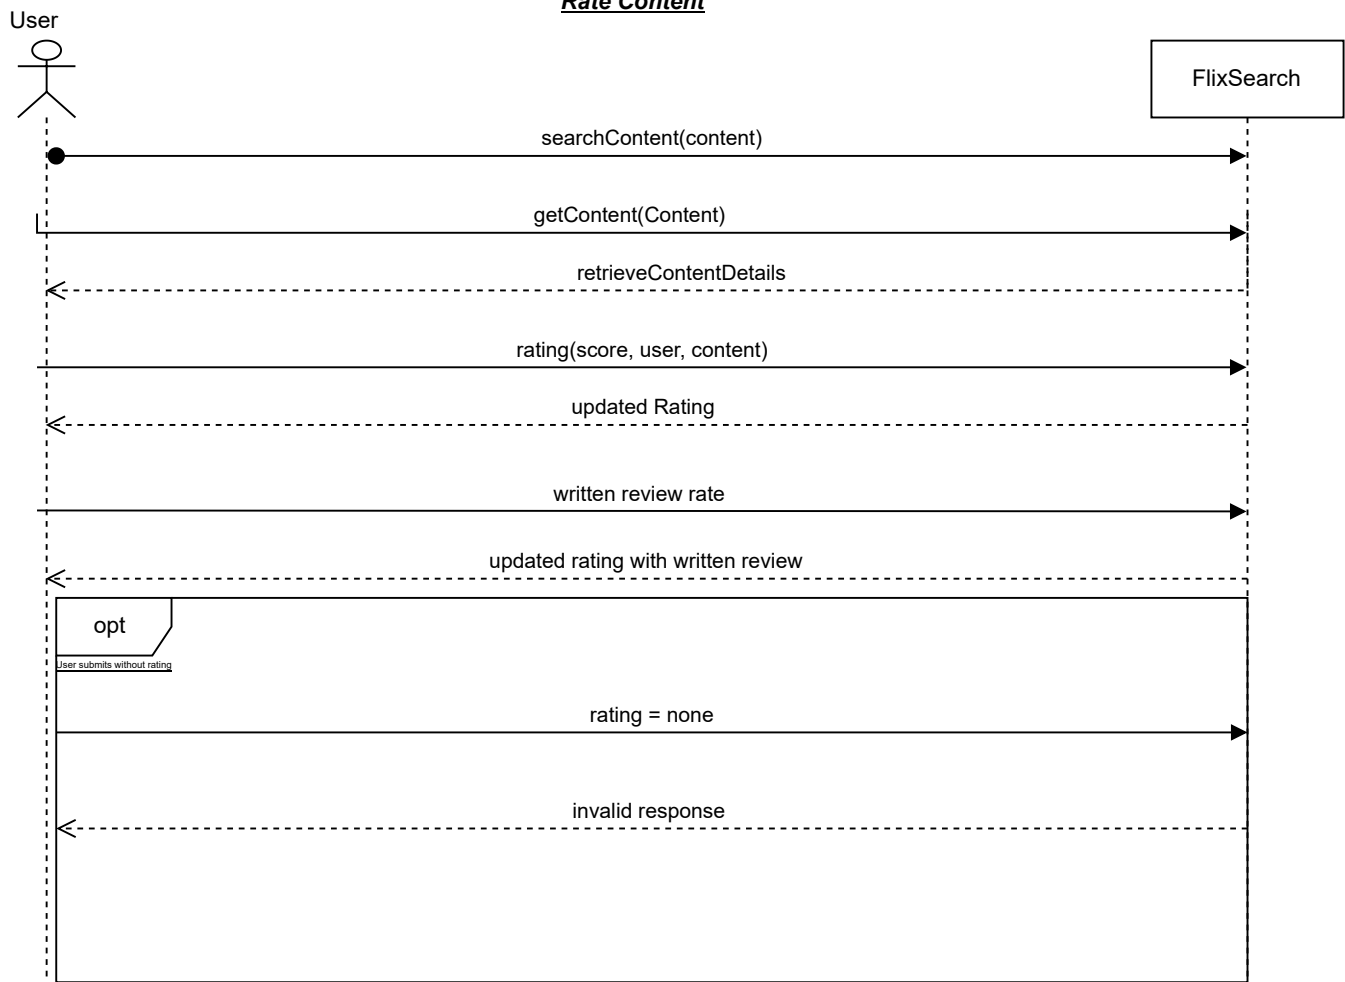 Rate Content
User
FlixSearch
searchContent(content)
getContent(Content)
retrieveContentDetails
rating(score, user, content)
updated Rating
written review rate
updated rating with written review
opt
User submits without rating
rating = none
invalid response